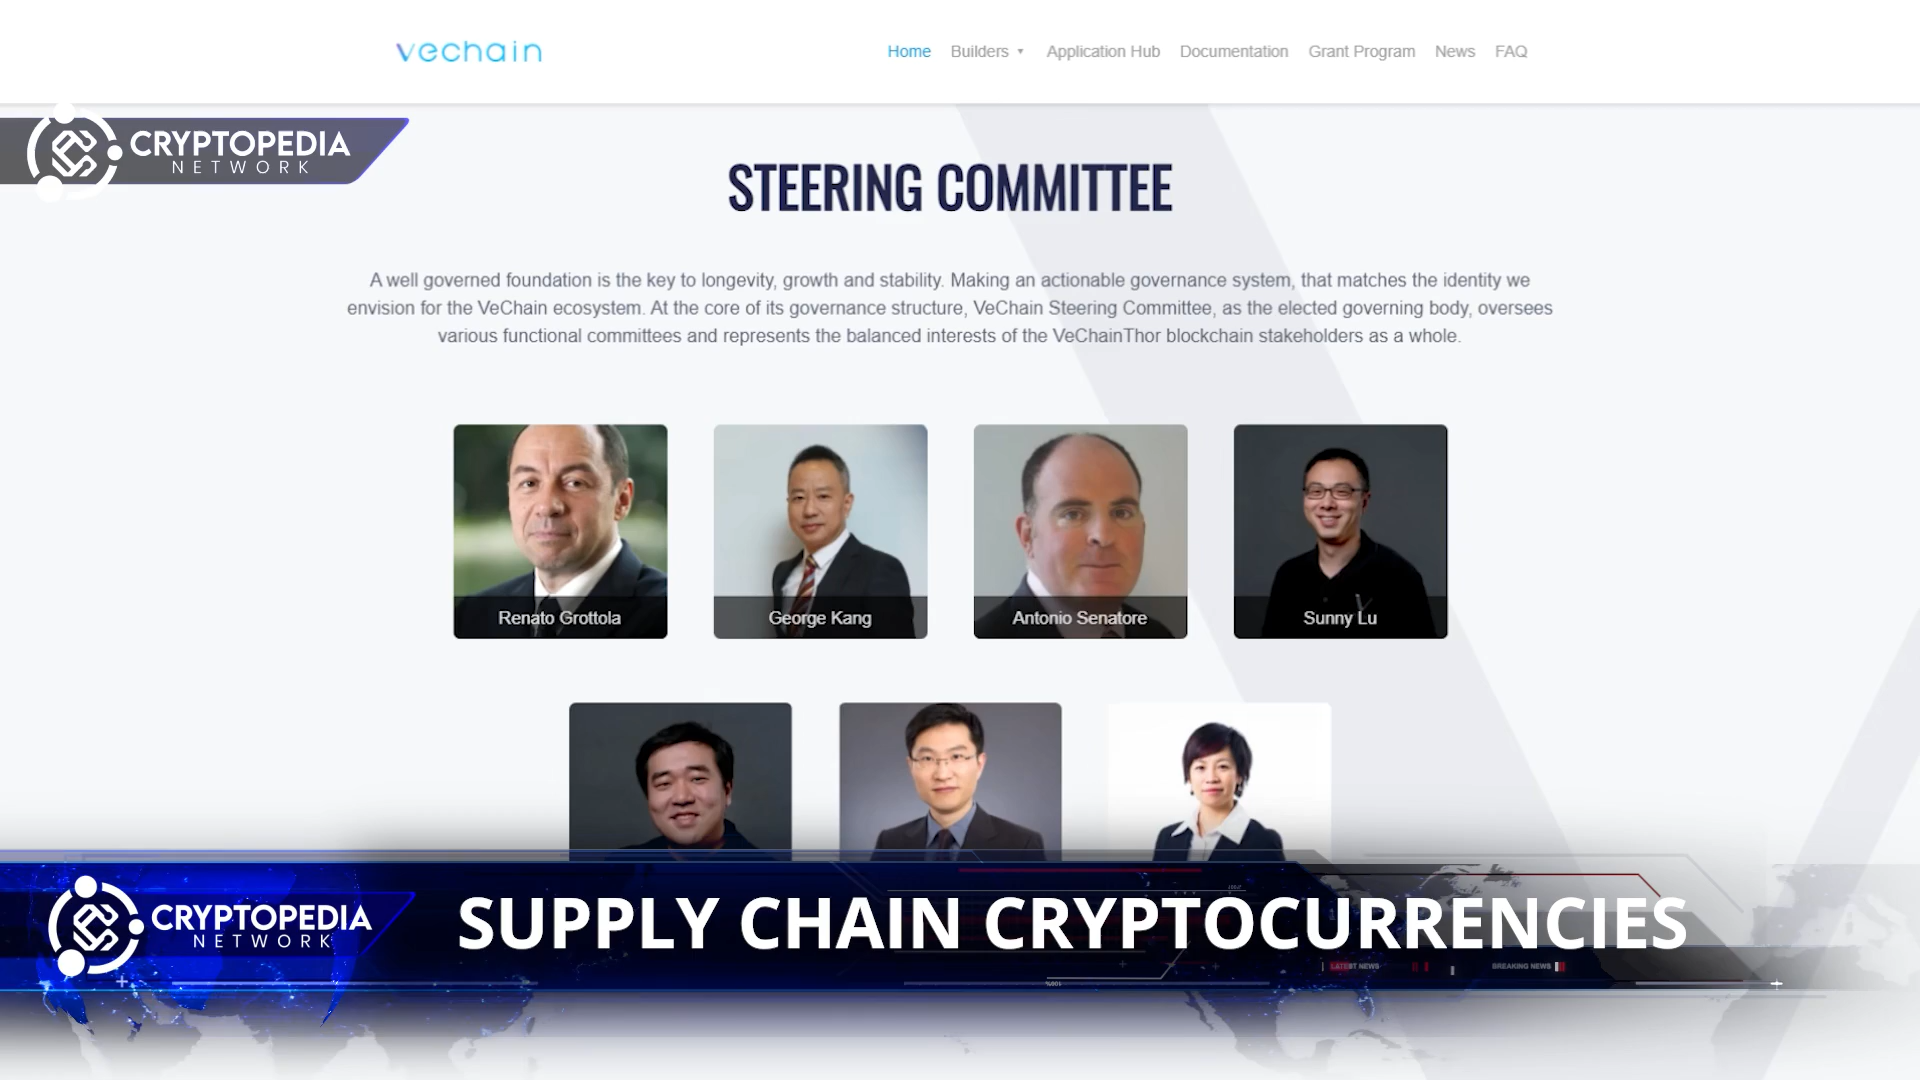 vechain
Home Builders Application Hub Documentation Grant Program News FAQ
CRYPTOPEDIA
NETWORK
STEERING COMMITTEE
A well governed foundation is the key to longevity, growth and stability. Making an actionable governance system, that matches the identity we
envision for the VeChain ecosystem. At the core of its governance structure, VeChain Steering Committee, as the elected governing body, oversees
various functional committees and represents the balanced interests of the VeChainThor blockchain stakeholders as a whole.
Renato Grottola
George Kang
Antonio Senatore
Sunny Lu
CRYPTOPEDIA
NETWORK
SUPPLY CHAIN CRYPTOCURRENCIES
LATEST NEWS
BREAKING NEWS